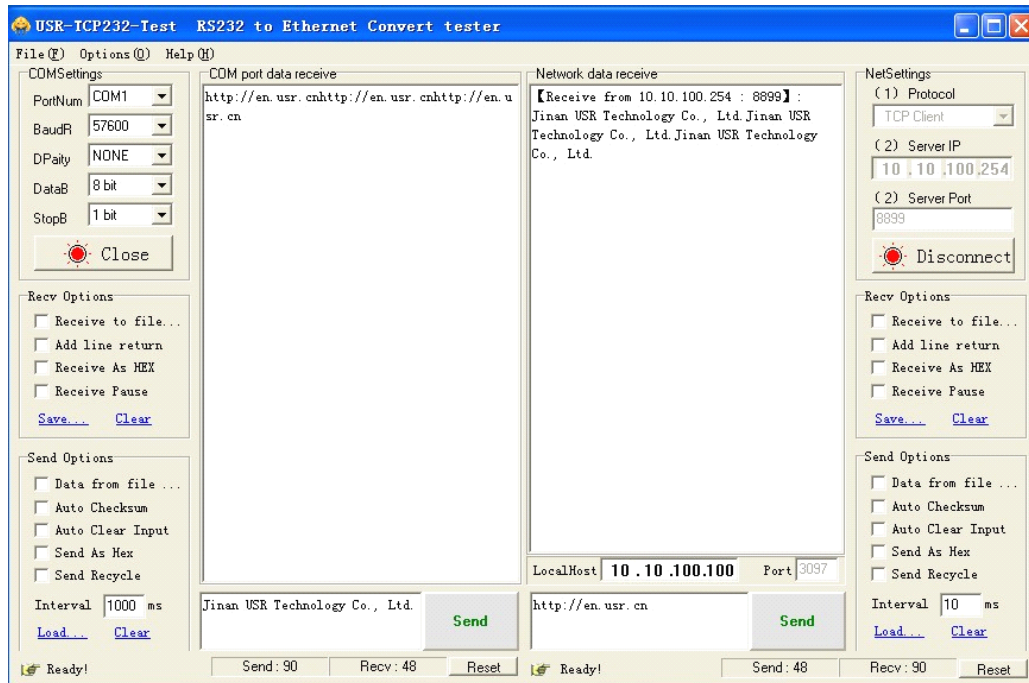 USR-TCP232-Test RS232 to Ethernet Convert tester
File(F) Options(O) Help(H)
COMSettings
PortNum COM1
BaudR 57600
DPaity NONE
DataB 8 bit
StopB 1 bit
Close
Recv Options
Receive to file...
Add line return
Receive As HEX
Receive Pause
Save... Clear
Send Options
Data from file ...
Auto Checksum
Auto Clear Input
Send As Hex
Send Recycle
Interval 1000 ms
Load... Clear
COM port data receive
http://en.usr.cnhttp://en.usr.cnhttp://en.u
sr.cn
Jinan USR Technology Co., Ltd.
Send
Network data receive
【Receive from 10.10.100.254 : 8899】:
Jinan USR Technology Co., Ltd.Jinan USR
Technology Co., Ltd.Jinan USR Technology
Co., Ltd.
LocalHost 10 .10 .100.100 Port 3097
http://en.usr.cn
Send
NetSettings
(1) Protocol
TCP Client
(2) Server IP
10 .10 .100.254
(2) Server Port
8899
Disconnect
Recv Options
Receive to file...
Add line return
Receive As HEX
Receive Pause
Save... Clear
Send Options
Data from file ...
Auto Checksum
Auto Clear Input
Send As Hex
Send Recycle
Interval 10 ms
Load... Clear
Ready! Send : 90 Recv : 48 Reset
Ready! Send : 48 Recv : 90 Reset